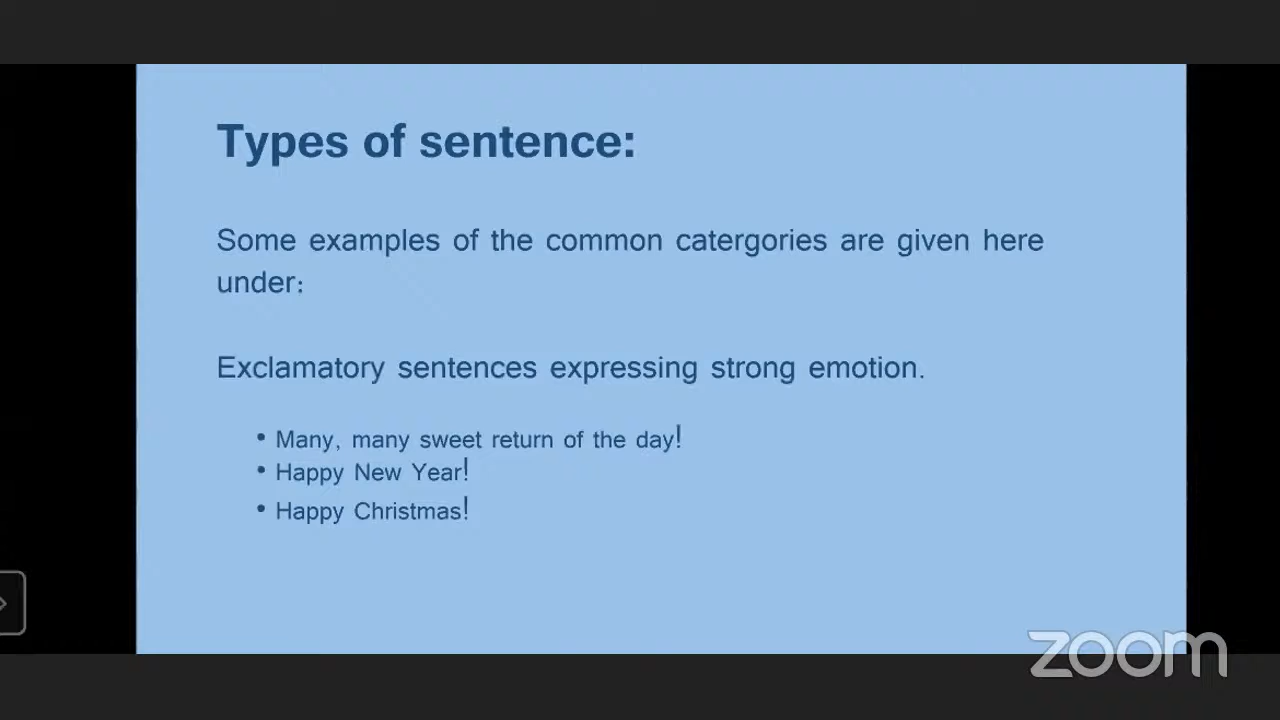 Types of sentence:
Some examples of the common catergories are given here
under:
Exclamatory sentences expressing strong emotion.
• Many, many sweet return of the day!
• Happy New Year!
• Happy Christmas!
zoom